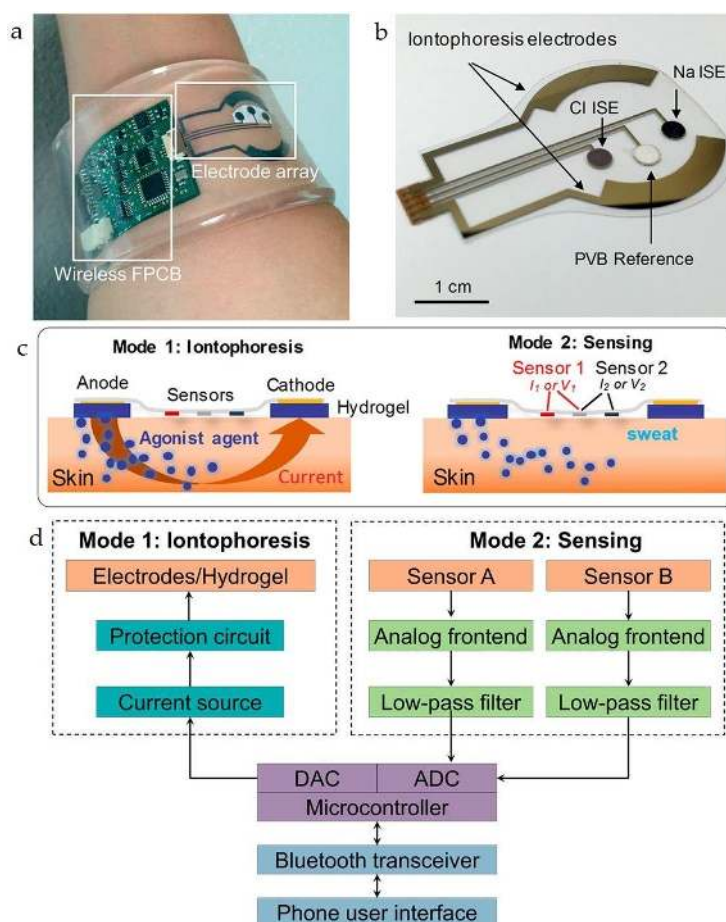 a
Electrode array
Wireless FPCB
b
Iontophoresis electrodes
Na ISE
Cl ISE
PVB Reference
1 cm
c
Mode 1: Iontophoresis
Anode
Sensors
Cathode
Hydrogel
Agonist agent
Skin
Current
Mode 2: Sensing
Sensor 1
I₁ or V₁
Sensor 2
I₂ or V₂
sweat
Skin
d
Mode 1: Iontophoresis
Electrodes/Hydrogel
Protection circuit
Current source
Mode 2: Sensing
Sensor A
Sensor B
Analog frontend
Analog frontend
Low-pass filter
Low-pass filter
DAC
ADC
Microcontroller
Bluetooth transceiver
Phone user interface